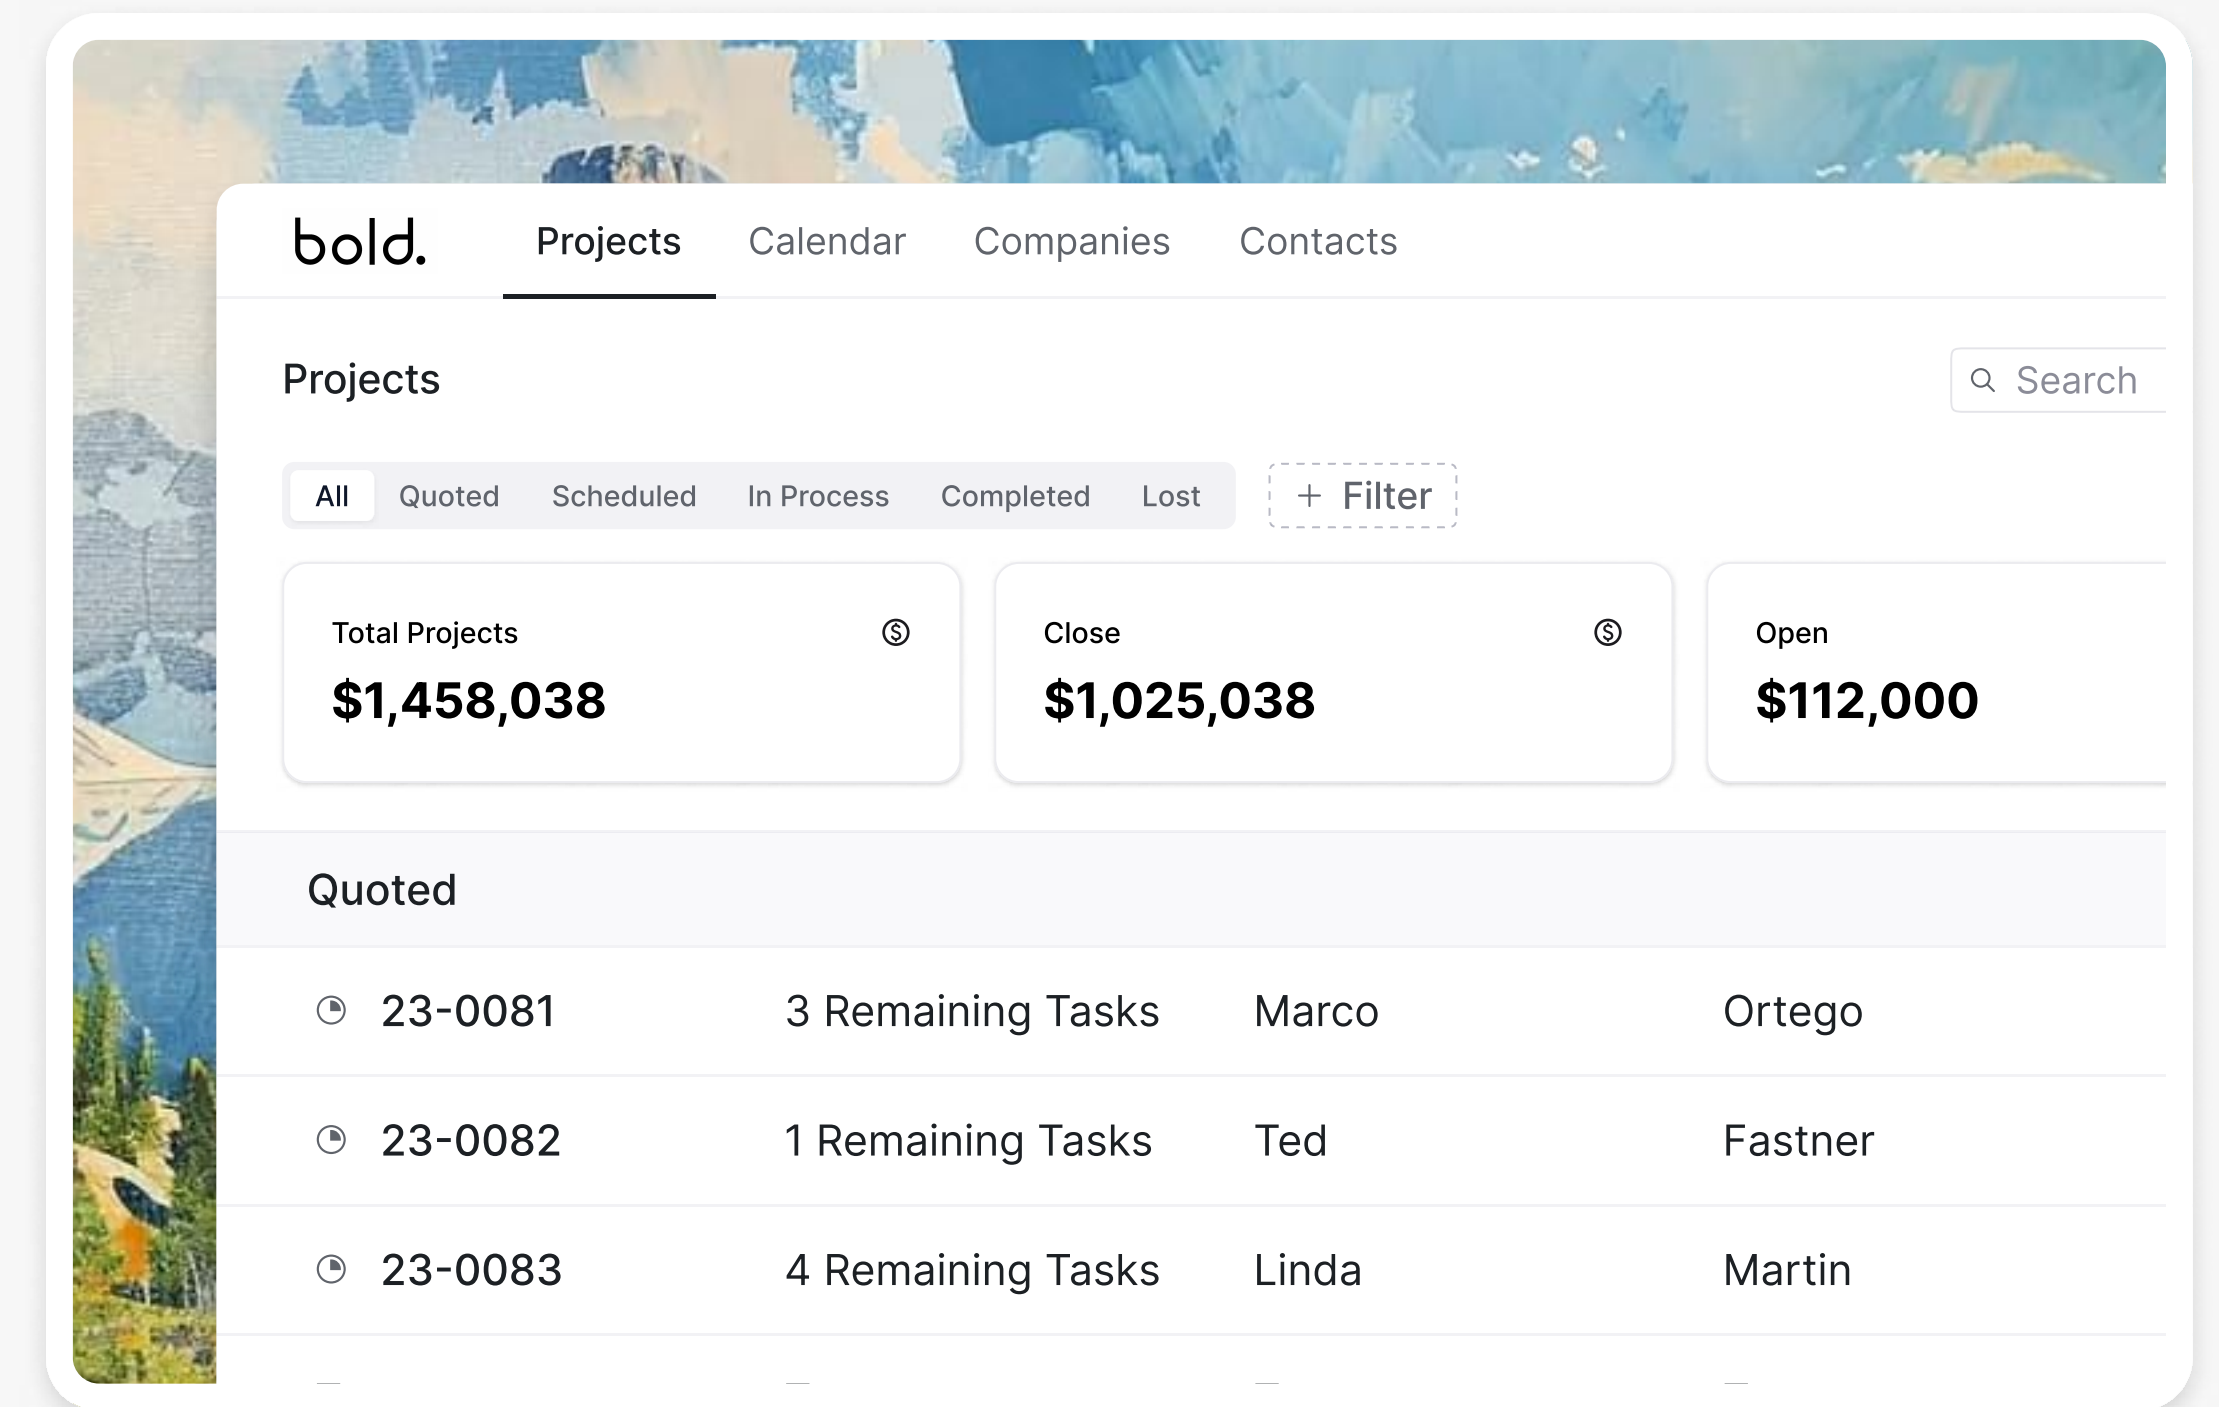 bold. Projects Calendar Companies Contacts
Projects Search
All Quoted Scheduled In Process Completed Lost + Filter
Total Projects Close Open
$1,458,038 $1,025,038 $112,000
Quoted
23-0081 3 Remaining Tasks Marco Ortego
23-0082 1 Remaining Tasks Ted Fastner
23-0083 4 Remaining Tasks Linda Martin